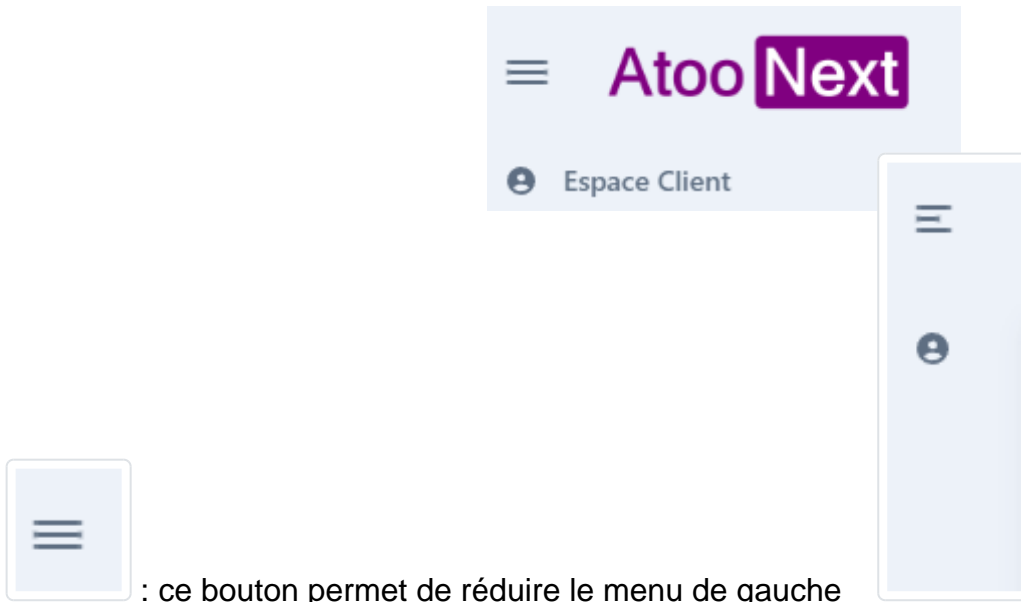 Atoo Next
Espace Client
: ce bouton permet de réduire le menu de gauche